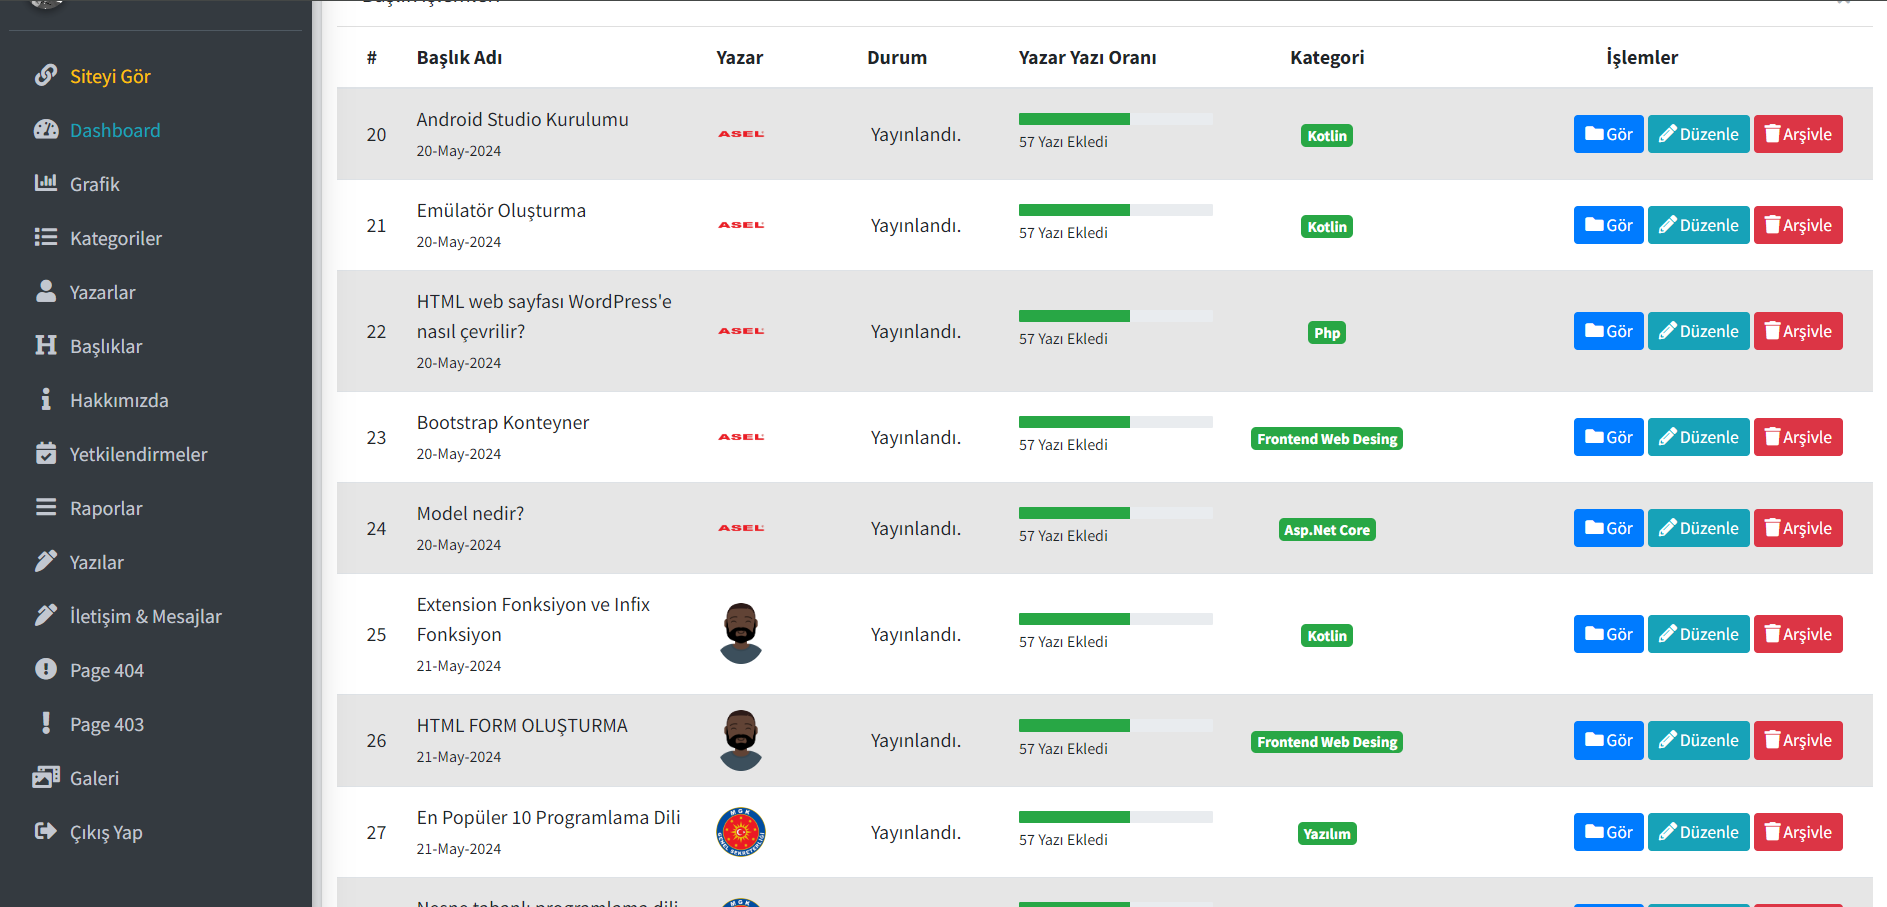 Siteyi Gör
Dashboard
Grafik
Kategoriler
Yazarlar
Başlıklar
Hakkımızda
Yetkilendirmeler
Raporlar
Yazılar
İletişim & Mesajlar
Page 404
Page 403
Galeri
Çıkış Yap
# Başlık Adı Yazar Durum Yazar Yazı Oranı Kategori İşlemler
20 Android Studio Kurulumu ASEL Yayınlandı. Kotlin Gör Düzenle Arşivle
20-May-2024 57 Yazı Ekledi
21 Emülatör Oluşturma ASEL Yayınlandı. Kotlin Gör Düzenle Arşivle
20-May-2024 57 Yazı Ekledi
22 HTML web sayfası WordPress'e ASEL Yayınlandı. Php Gör Düzenle Arşivle
nasıl çevrilir? 57 Yazı Ekledi
20-May-2024
23 Bootstrap Konteyner ASEL Yayınlandı. Frontend Web Desing Gör Düzenle Arşivle
20-May-2024 57 Yazı Ekledi
24 Model nedir? ASEL Yayınlandı. Asp.Net Core Gör Düzenle Arşivle
20-May-2024 57 Yazı Ekledi
25 Extension Fonksiyon ve Infix Yayınlandı. Kotlin Gör Düzenle Arşivle
Fonksiyon 57 Yazı Ekledi
21-May-2024
26 HTML FORM OLUŞTURMA Yayınlandı. Frontend Web Desing Gör Düzenle Arşivle
21-May-2024 57 Yazı Ekledi
27 En Popüler 10 Programlama Dili MGK GENEL SEKRETERLİĞİ Yayınlandı. Yazılım Gör Düzenle Arşivle
21-May-2024 57 Yazı Ekledi